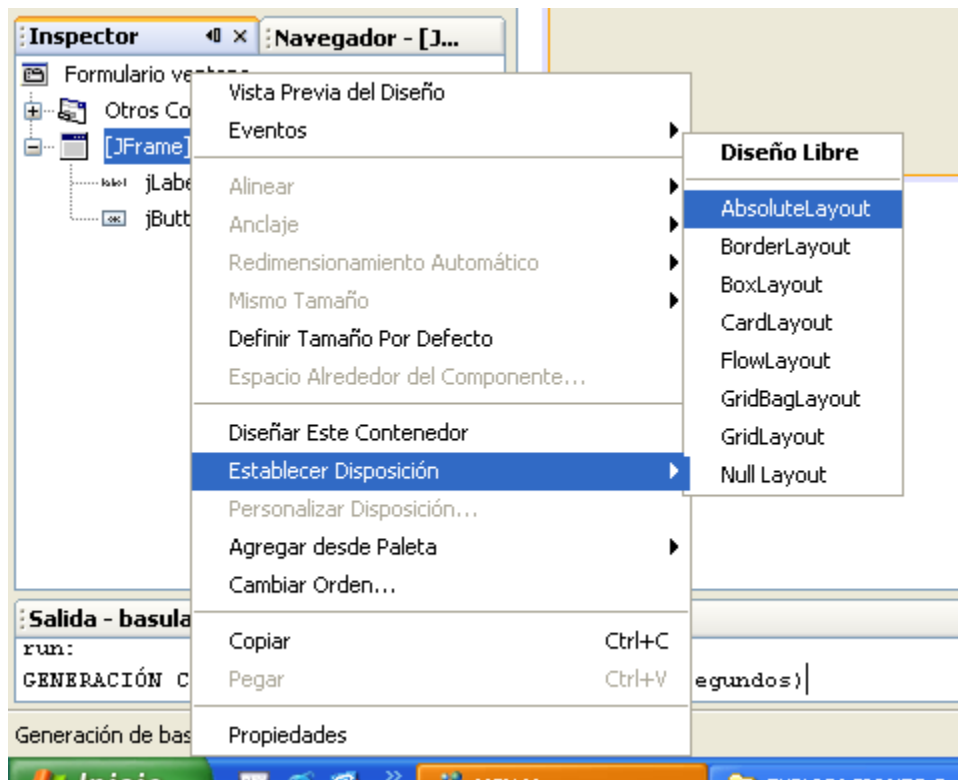 Inspector
Navegador - [J...
Formulario ventana
Otros Co
[JFrame]
jLabe
jButt
Vista Previa del Diseño
Eventos
Alinear
Anclaje
Redimensionamiento Automático
Mismo Tamaño
Definir Tamaño Por Defecto
Espacio Alrededor del Componente...
Diseñar Este Contenedor
Establecer Disposición
Personalizar Disposición...
Agregar desde Paleta
Cambiar Orden...
Copiar Ctrl+C
Pegar Ctrl+V
Propiedades
Diseño Libre
AbsoluteLayout
BorderLayout
BoxLayout
CardLayout
FlowLayout
GridBagLayout
GridLayout
Null Layout
Salida - basula
run:
GENERACIÓN C
egundos)
Generación de bas
Inicio